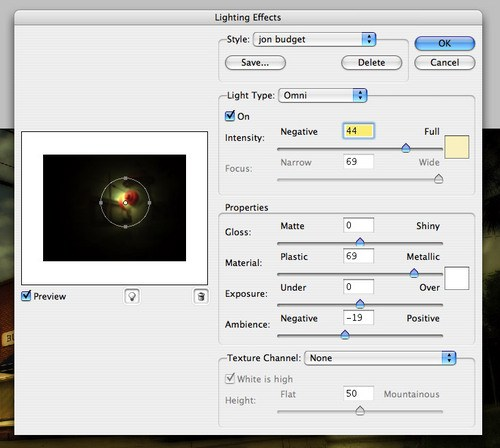 Lighting Effects
Style: jon budget
OK
Save... Delete
Cancel
Light Type: Omni
On
Intensity: Negative 44 Full
Focus: Narrow 69 Wide
Properties
Gloss: Matte 0 Shiny
Material: Plastic 69 Metallic
Exposure: Under 0 Over
Ambience: Negative -19 Positive
Preview
Texture Channel: None
White is high
Height: Flat 50 Mountainous